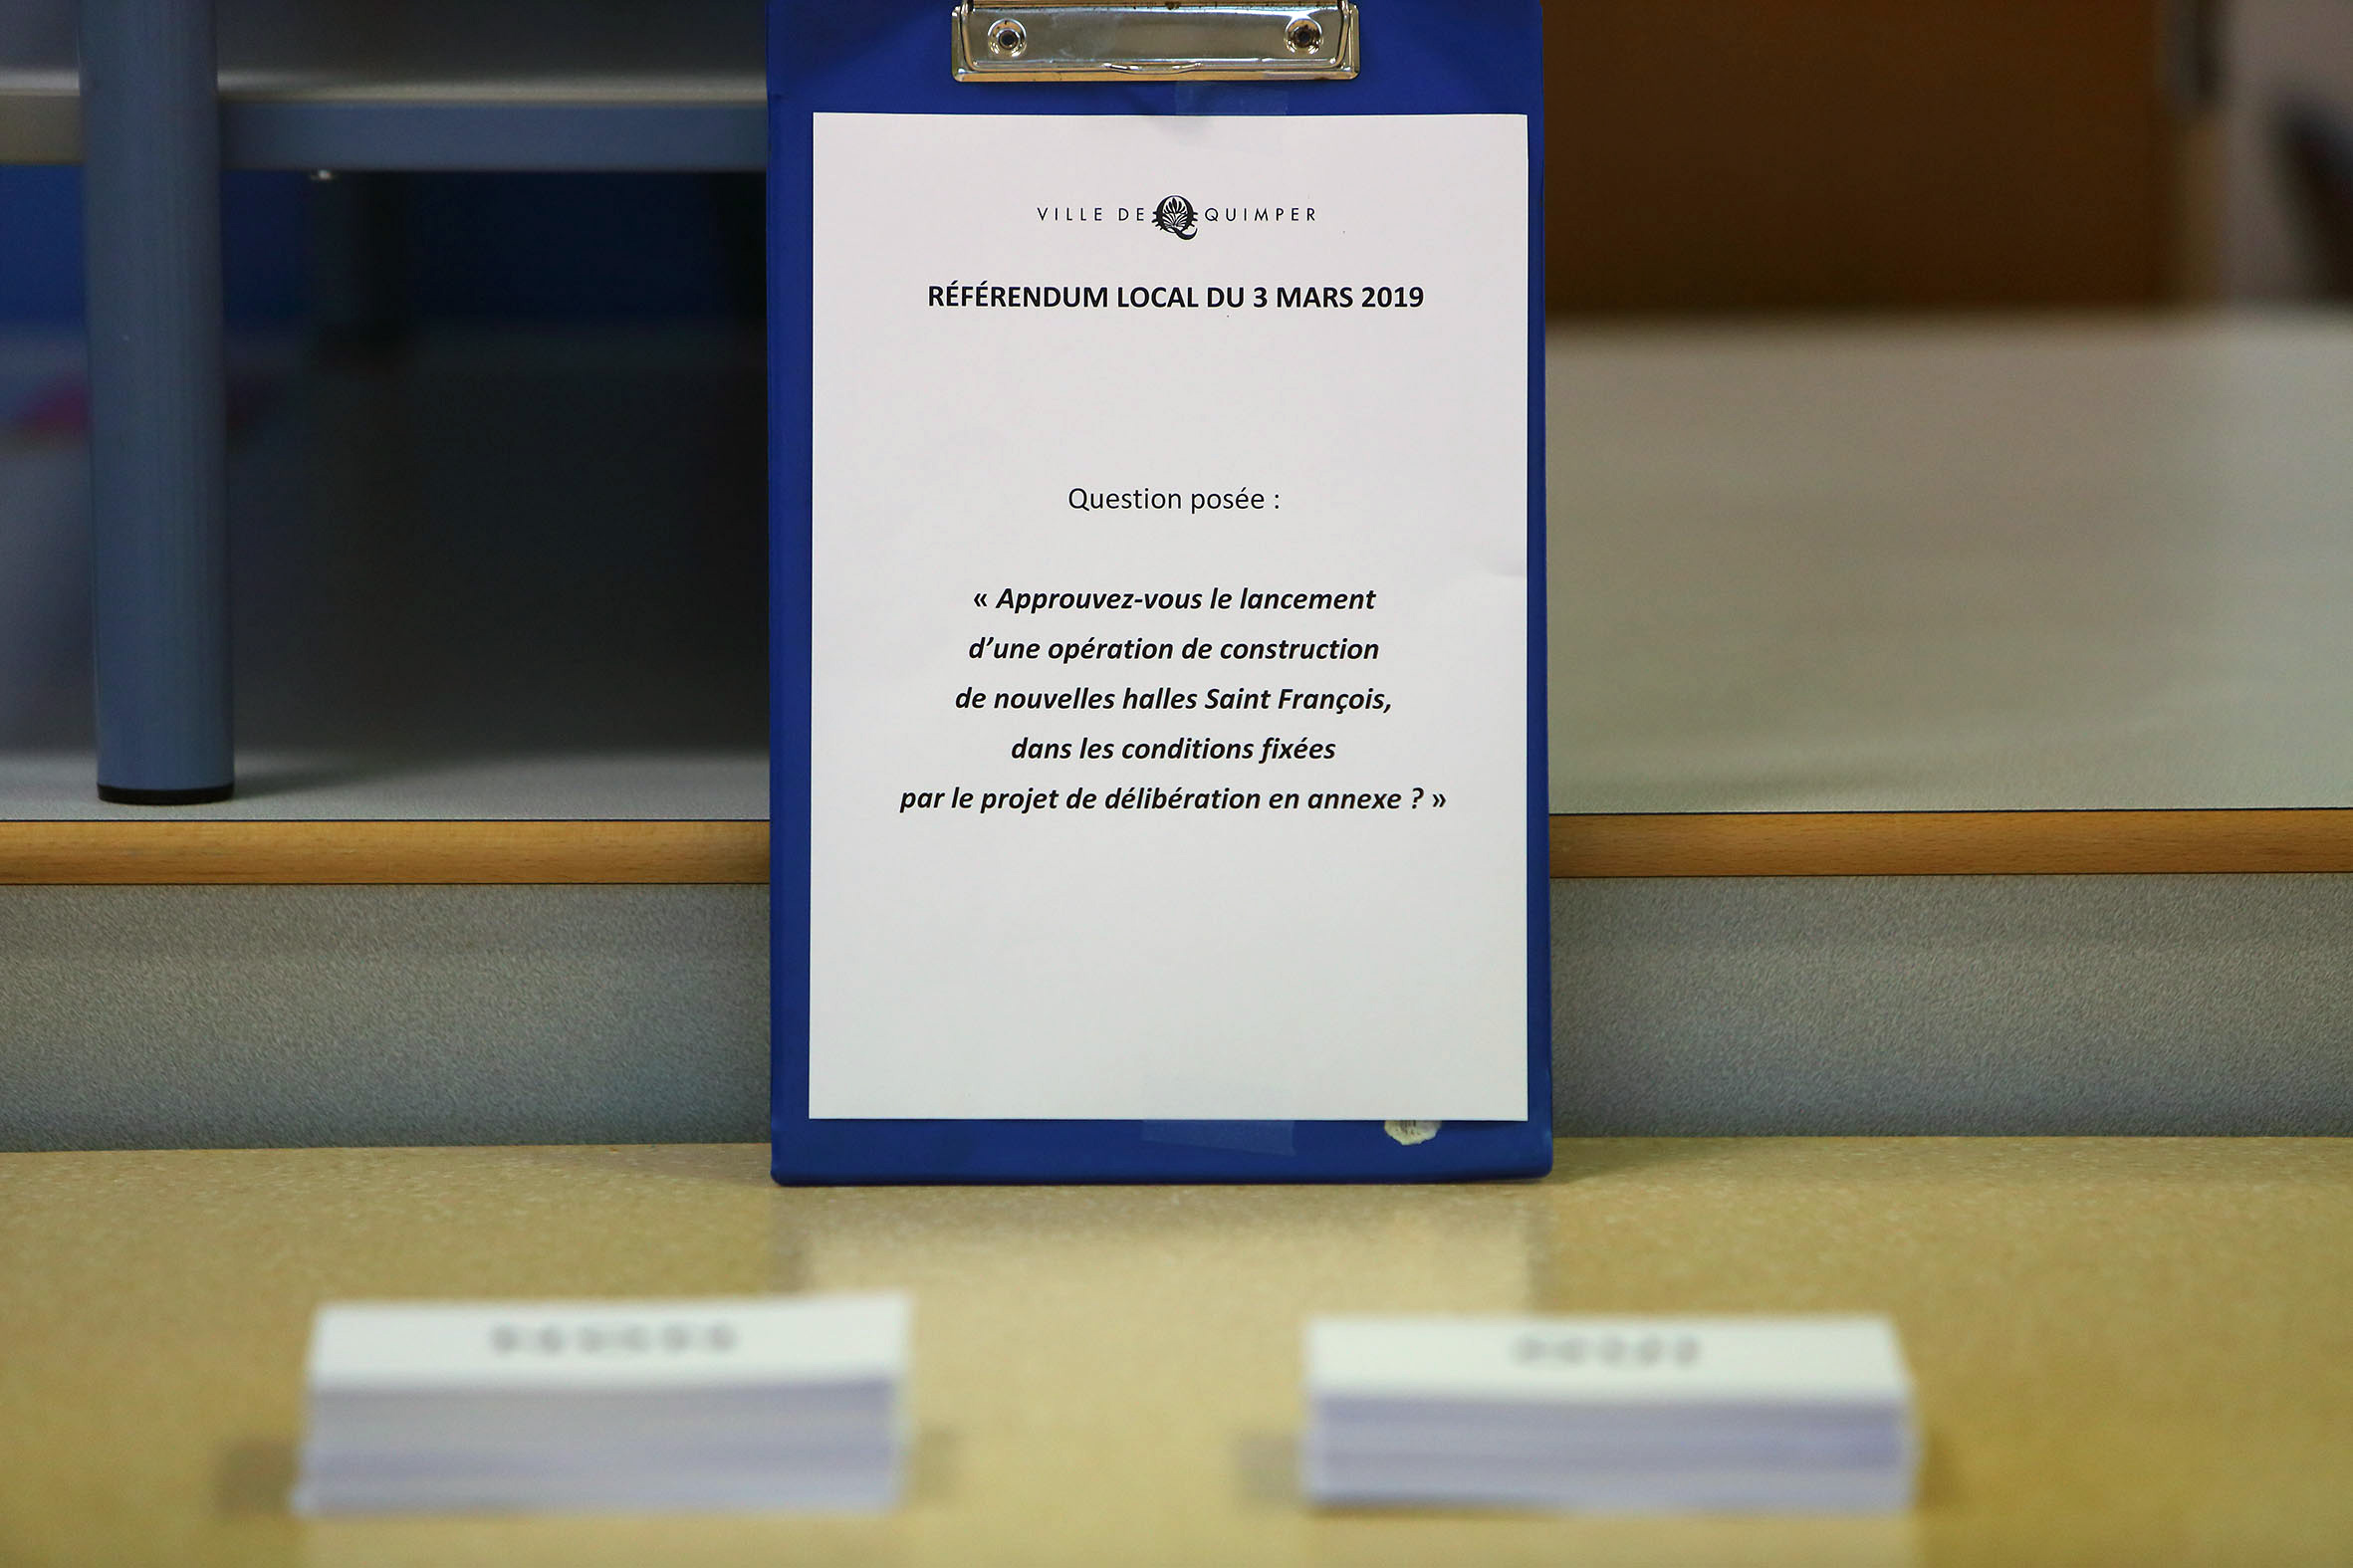 VILLE DE QUIMPER
RÉFÉRENDUM LOCAL DU 3 MARS 2019
Question posée :
« Approuvez-vous le lancement
d’une opération de construction
de nouvelles halles Saint François,
dans les conditions fixées
par le projet de délibération en annexe ? »